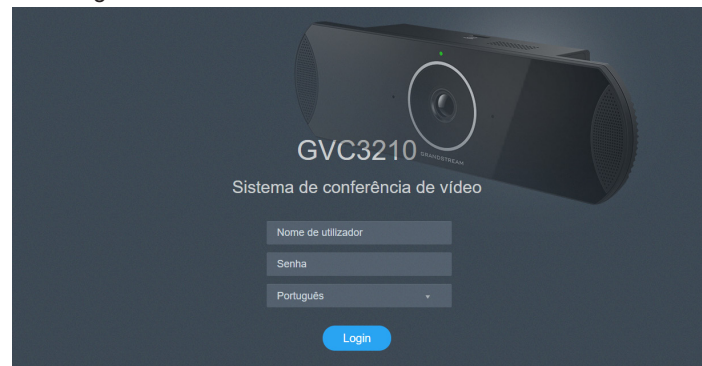 GVC3210
GRANDSTREAM
Sistema de conferência de vídeo
Nome de utilizador
Senha
Português
Login